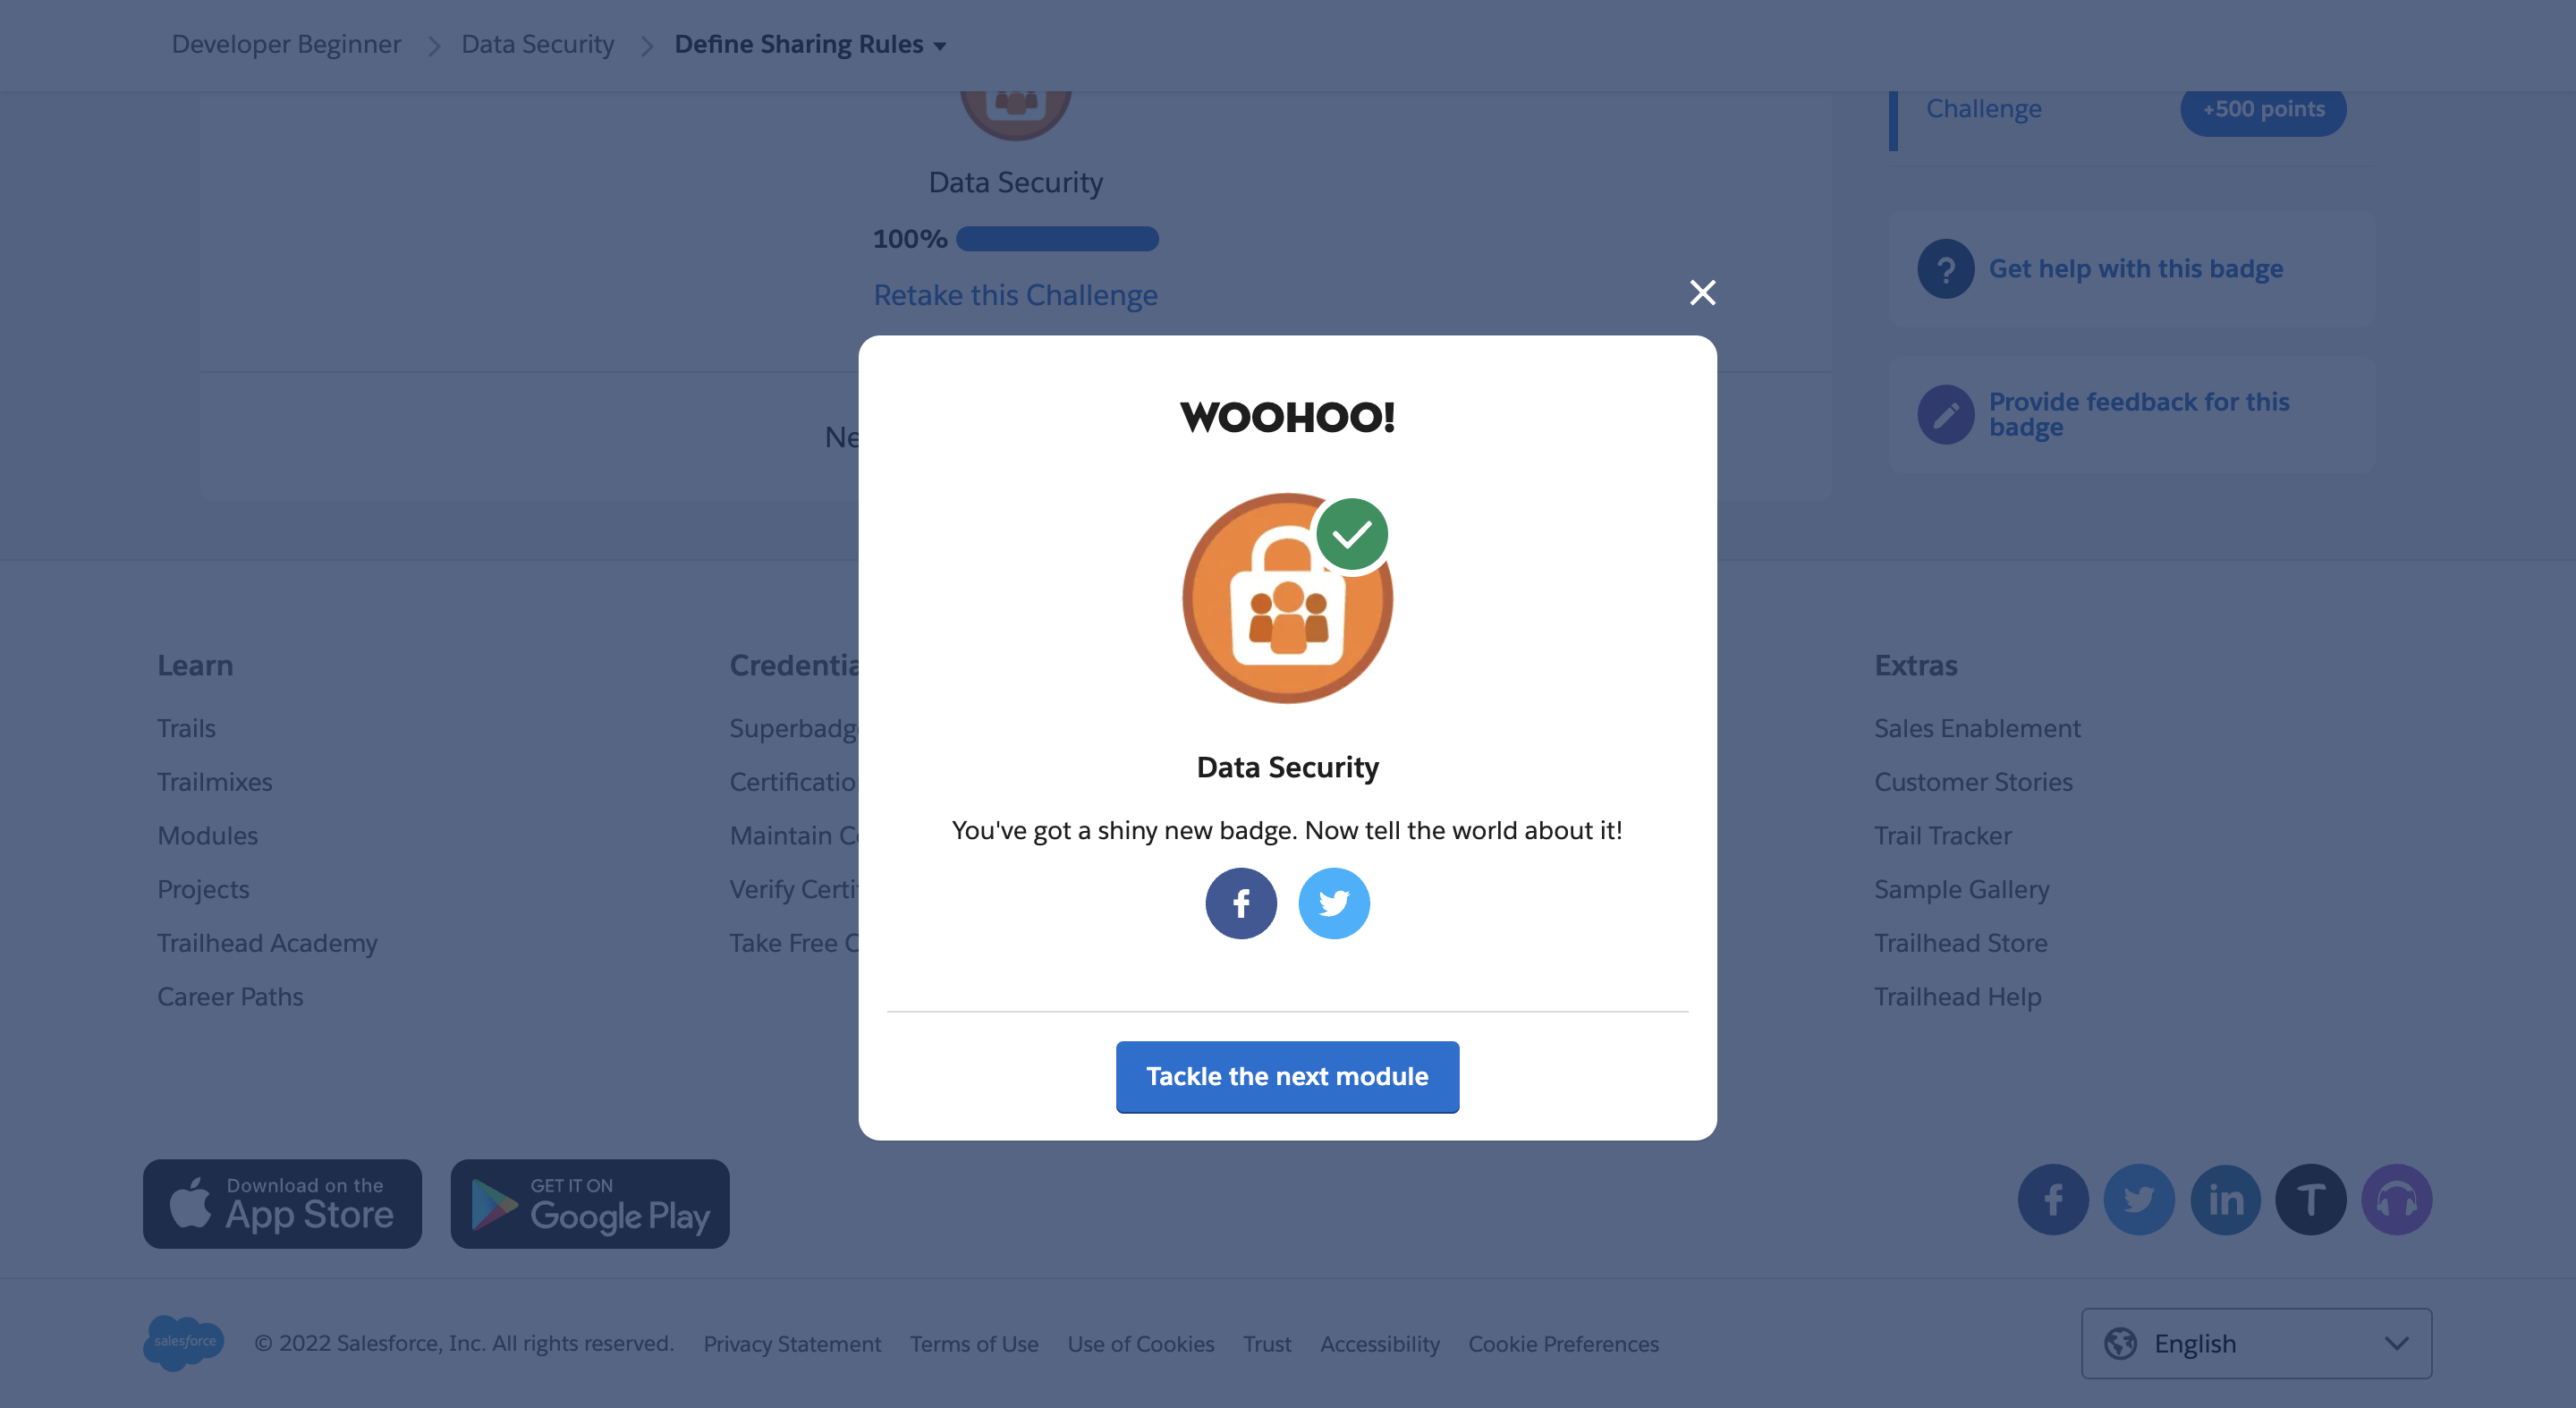 Developer Beginner > Data Security > Define Sharing Rules
Challenge
+500 points
Data Security
100%
Retake this Challenge
Get help with this badge
Provide feedback for this
badge
WOOHOO!
Data Security
You've got a shiny new badge. Now tell the world about it!
Tackle the next module
Learn
Trails
Trailmixes
Modules
Projects
Trailhead Academy
Career Paths
Extras
Sales Enablement
Customer Stories
Trail Tracker
Sample Gallery
Trailhead Store
Trailhead Help
Maintain
Verify
Take Free
Download on the
App Store
GET IT ON
Google Play
salesforce
© 2022 Salesforce, Inc. All rights reserved.
Privacy Statement
Terms of Use
Use of Cookies
Trust
Accessibility
Cookie Preferences
English